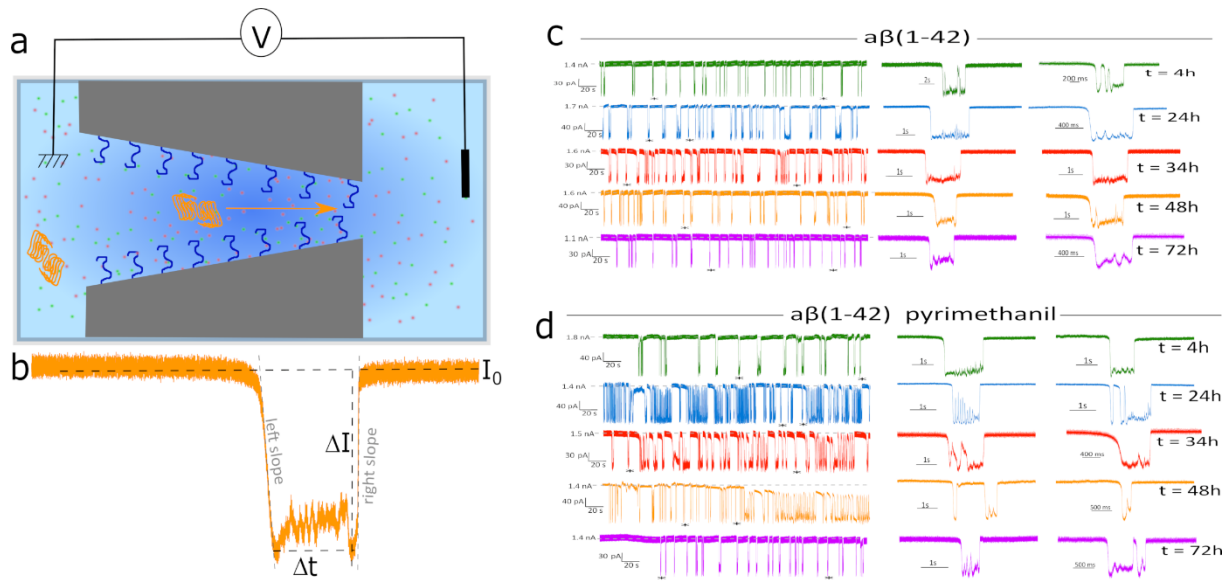 a
V
b
I0
left slope
ΔI
right slope
Δt
c
aβ(1-42)
1.4 nA
30 pA
20 s
2s
200 ms
t = 4h
1.7 nA
40 pA
20 s
1s
400 ms
t = 24h
1.6 nA
30 pA
20 s
1s
1s
t = 34h
1.6 nA
40 pA
20 s
1s
1s
t = 48h
1.1 nA
30 pA
20 s
1s
400 ms
t = 72h
d
aβ(1-42) pyrimethanil
1.8 nA
40 pA
20 s
1s
1s
t = 4h
1.4 nA
40 pA
20 s
1s
1s
t = 24h
1.5 nA
30 pA
20 s
1s
400 ms
t = 34h
1.4 nA
40 pA
20 s
1s
500 ms
t = 48h
1.4 nA
30 pA
20 s
1s
500 ms
t = 72h